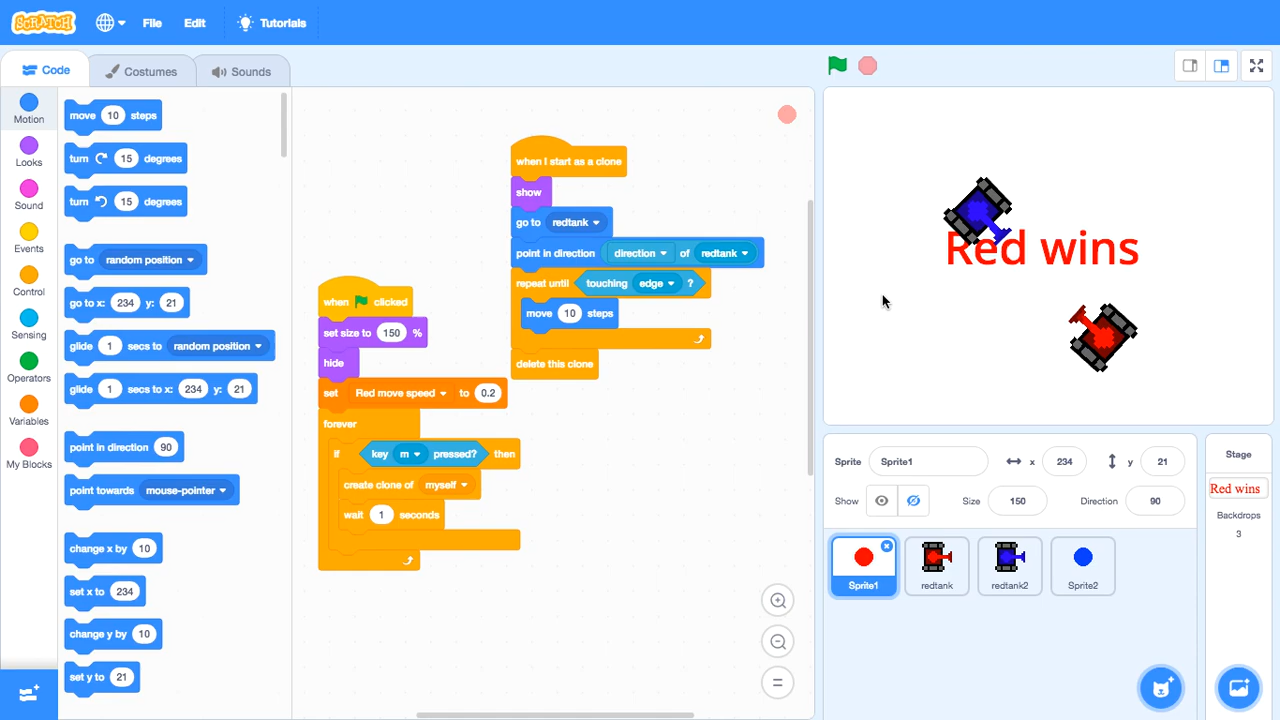 SCRATCH File Edit Tutorials
Code Costumes Sounds
Motion
Looks
Sound
Events
Control
Sensing
Operators
Variables
My Blocks
move 10 steps
turn 15 degrees
turn 15 degrees
go to random position
go to x: 234 y: 21
glide 1 secs to random position
glide 1 secs to x: 234 y: 21
point in direction 90
point towards mouse-pointer
change x by 10
set x to 234
change y by 10
set y to 21
when clicked
set size to 150 %
hide
set Red move speed to 0.2
forever
if key m pressed? then
create clone of myself
wait 1 seconds
when I start as a clone
show
go to redtank
point in direction direction of redtank
repeat until touching edge ?
move 10 steps
delete this clone
Red wins
Sprite Sprite1 x 234 y 21
Show Size 150 Direction 90
Sprite1 redtank redtank2 Sprite2
Stage
Red wins
Backdrops
3